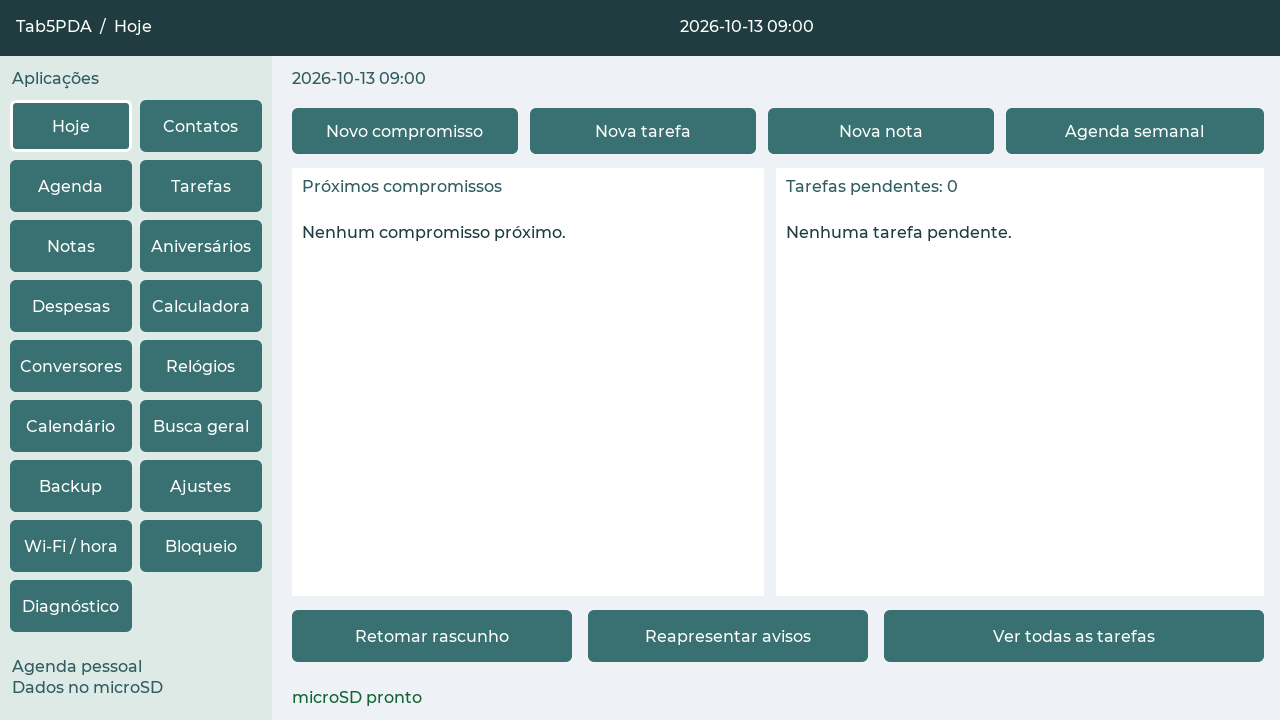 Tab5PDA / Hoje
2026-10-13 09:00
Aplicações
Hoje
Contatos
Agenda
Tarefas
Notas
Aniversários
Despesas
Calculadora
Conversores
Relógios
Calendário
Busca geral
Backup
Ajustes
Wi-Fi / hora
Bloqueio
Diagnóstico
Agenda pessoal
Dados no microSD
2026-10-13 09:00
Novo compromisso
Nova tarefa
Nova nota
Agenda semanal
Próximos compromissos
Nenhum compromisso próximo.
Tarefas pendentes: 0
Nenhuma tarefa pendente.
Retomar rascunho
Reapresentar avisos
Ver todas as tarefas
microSD pronto